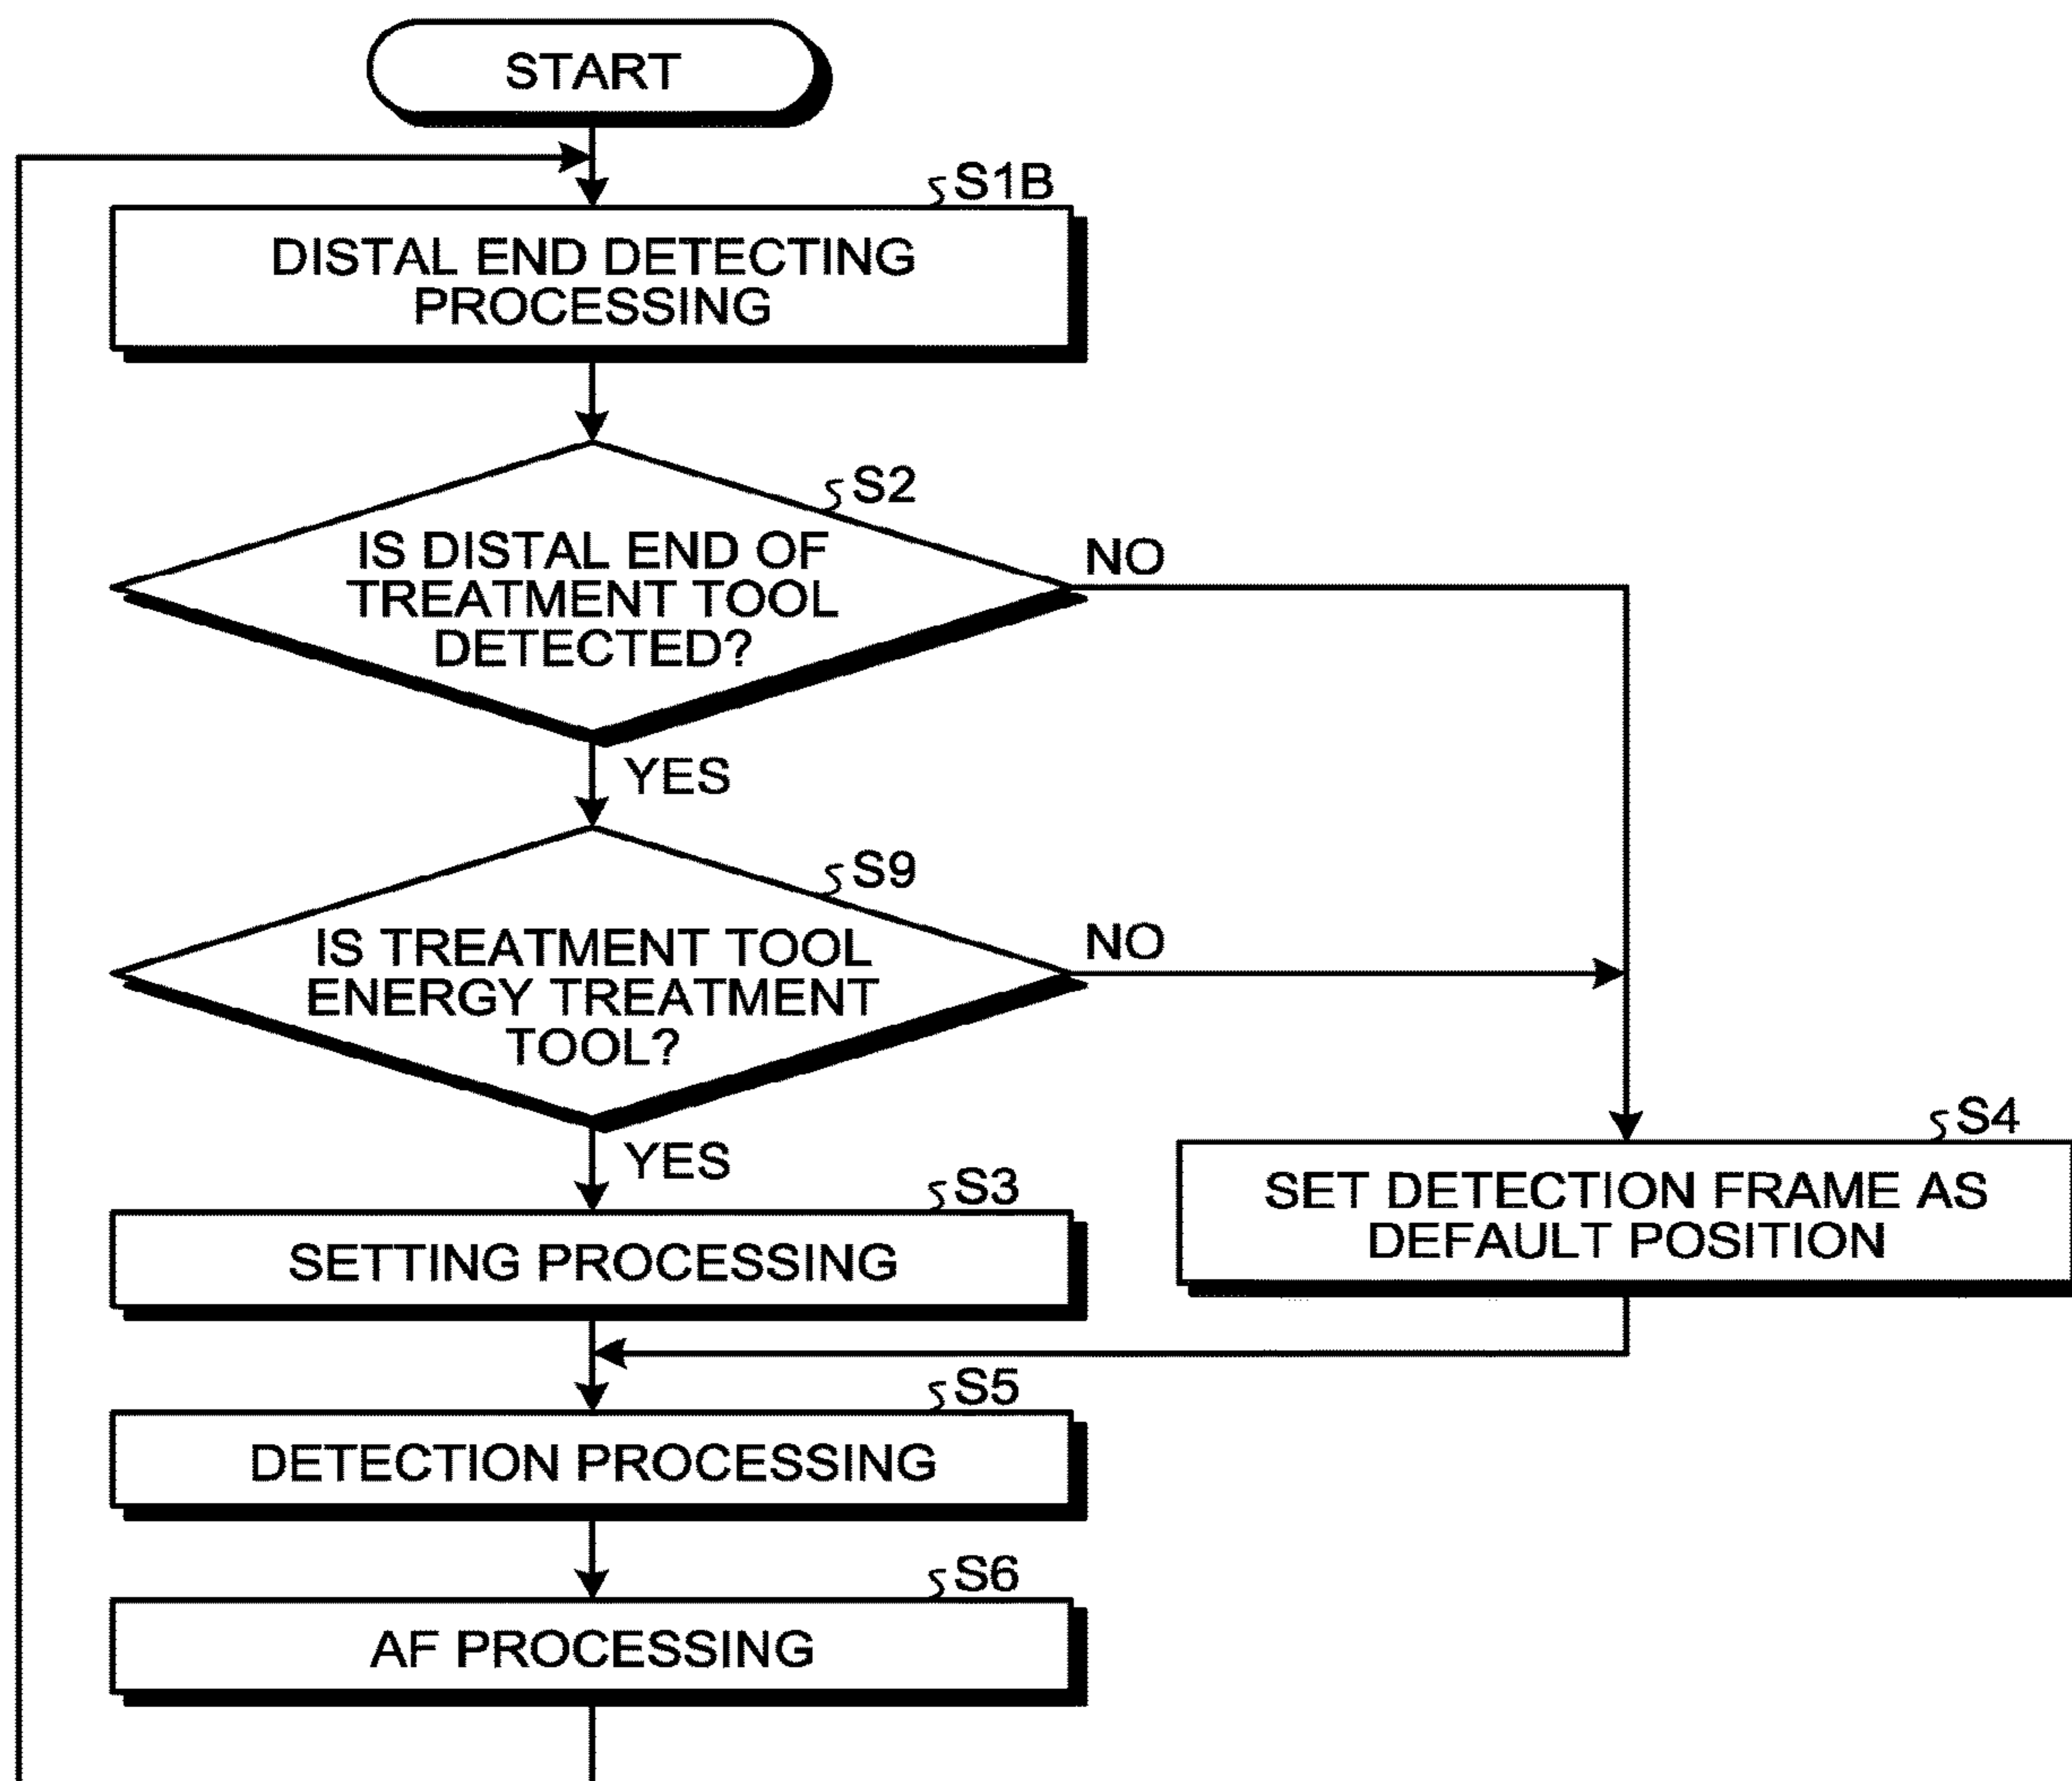 START
S1B
DISTAL END DETECTING
PROCESSING
S2
IS DISTAL END OF
TREATMENT TOOL
DETECTED?
NO
YES
S9
IS TREATMENT TOOL
ENERGY TREATMENT
TOOL?
NO
YES
S4
SET DETECTION FRAME AS
DEFAULT POSITION
S3
SETTING PROCESSING
S5
DETECTION PROCESSING
S6
AF PROCESSING